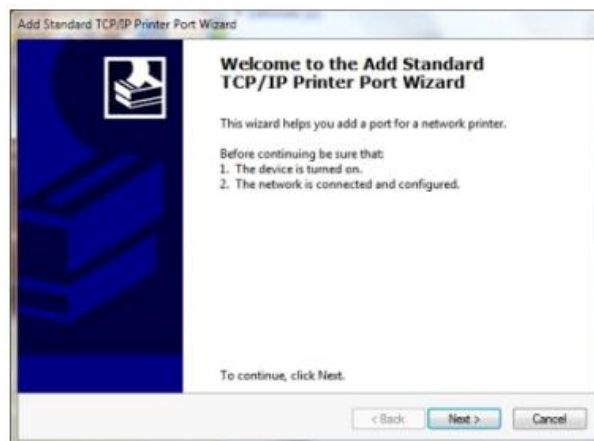 Add Standard TCP/IP Printer Port Wizard
Welcome to the Add Standard
TCP/IP Printer Port Wizard
This wizard helps you add a port for a network printer.
Before continuing be sure that:
1. The device is turned on.
2. The network is connected and configured.
To continue, click Next.
< Back
Next >
Cancel